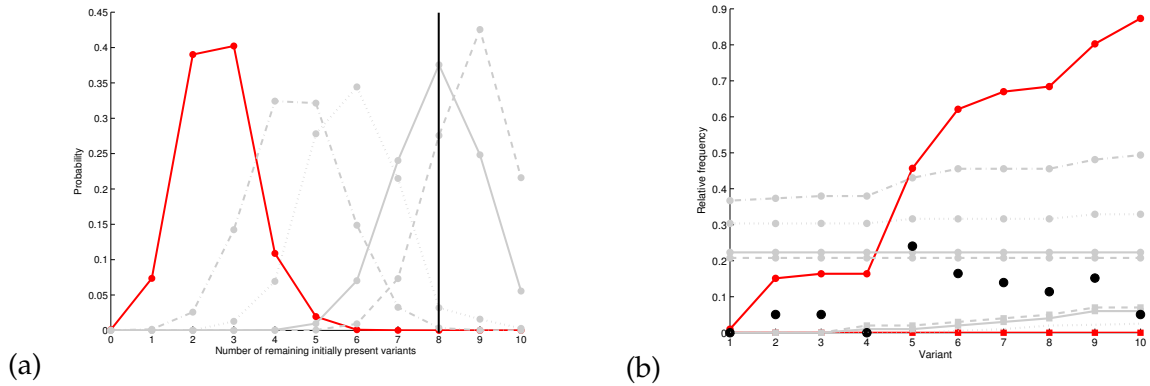 0.45
0.4
0.35
0.3
0.25
0.2
0.15
0.1
0.05
0
Probability
0 1 2 3 4 5 6 7 8 9 10
Number of remaining initially present variants
(a)
0.9
0.8
0.7
0.6
0.5
0.4
0.3
0.2
0.1
0
Relative frequency
1 2 3 4 5 6 7 8 9 10
Variant
(b)